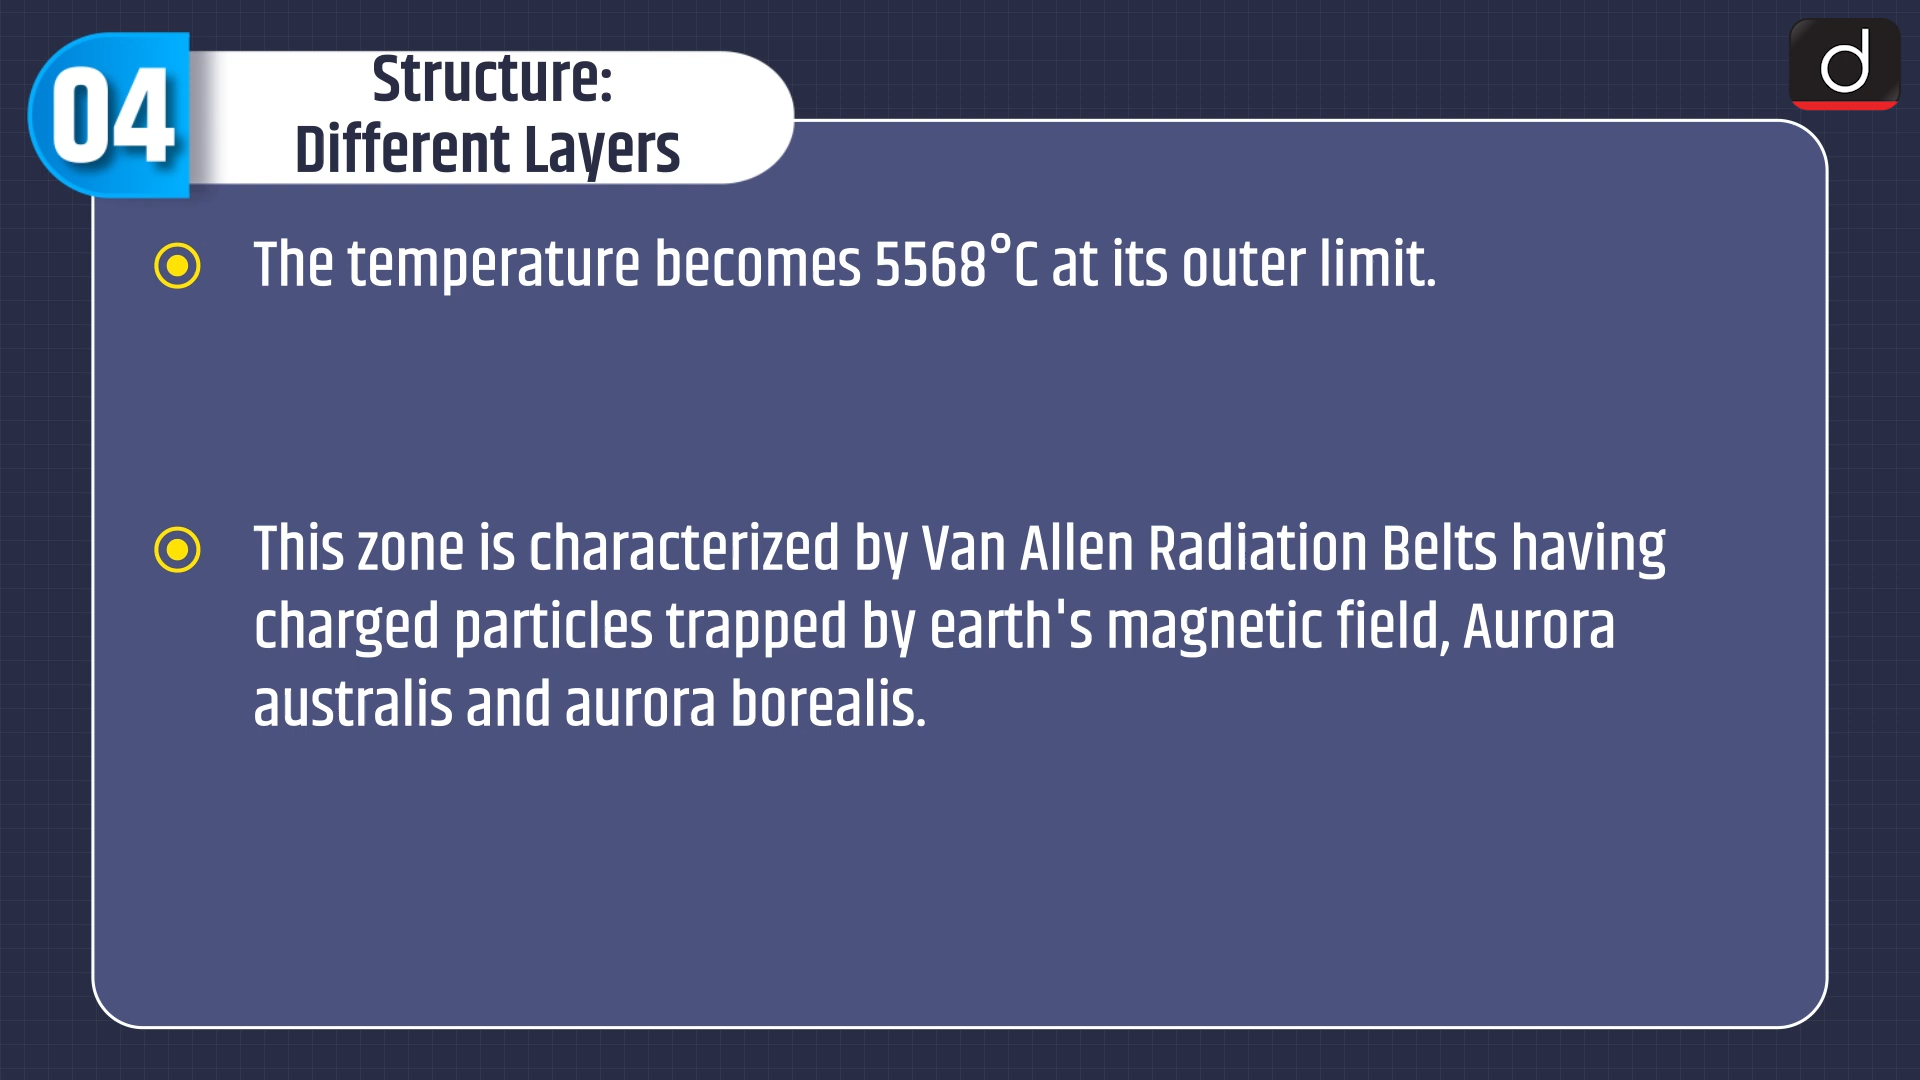 04
Structure:
Different Layers
d
The temperature becomes 5568°C at its outer limit.
This zone is characterized by Van Allen Radiation Belts having
charged particles trapped by earth's magnetic field, Aurora
australis and aurora borealis.